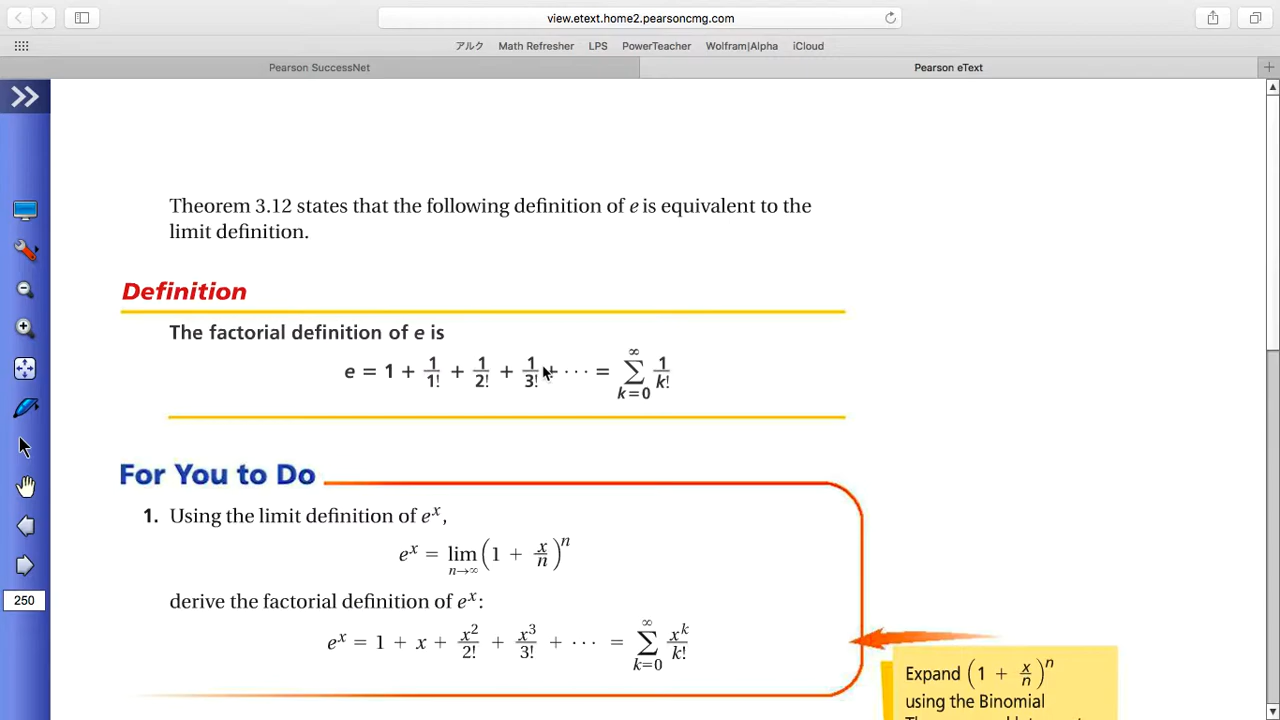 view.etext.home2.pearsoncmg.com
アルク Math Refresher LPS PowerTeacher Wolfram|Alpha iCloud
Pearson SuccessNet Pearson eText
Theorem 3.12 states that the following definition of e is equivalent to the
limit definition.
Definition
The factorial definition of e is
e = 1 + 1/1! + 1/2! + 1/3! + ··· = ∑_{k=0}^{∞} 1/k!
For You to Do
1. Using the limit definition of e^x,
e^x = lim_{n→∞} (1 + x/n)^n
derive the factorial definition of e^x:
e^x = 1 + x + x^2/2! + x^3/3! + ··· = ∑_{k=0}^{∞} x^k/k!
250
Expand (1 + x/n)^n
using the Binomial